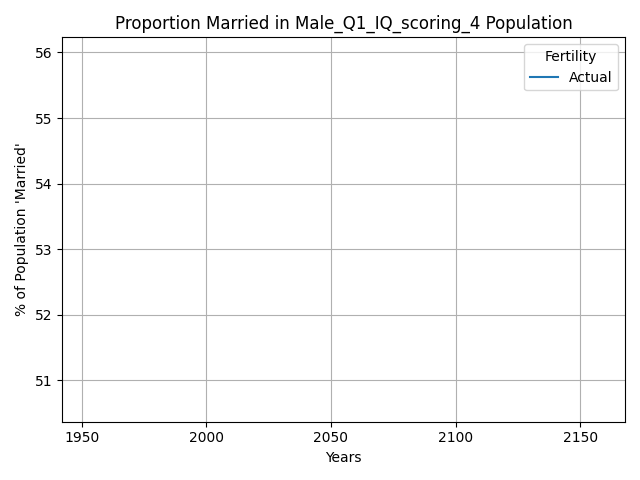 Proportion Married in Male_Q1_IQ_scoring_4 Population
Fertility
Actual
% of Population 'Married'
56
55
54
53
52
51
1950
2000
2050
2100
2150
Years